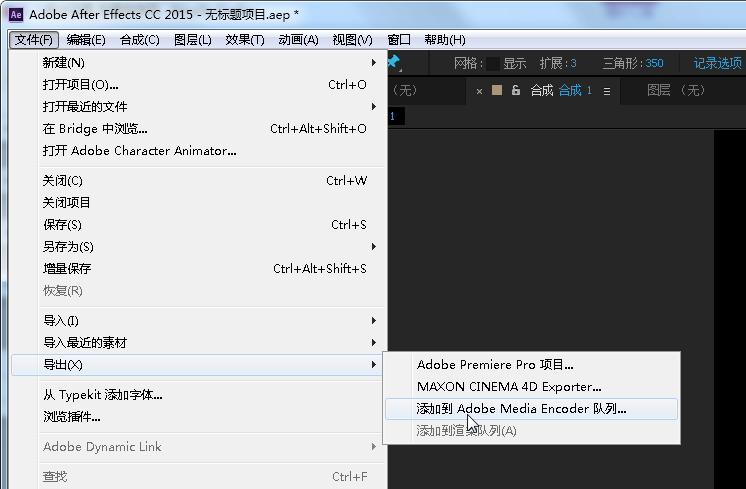 Ae Adobe After Effects CC 2015 - 无标题项目.aep *
文件(F) 编辑(E) 合成(C) 图层(L) 效果(T) 动画(A) 视图(V) 窗口 帮助(H)
新建(N)
网格: 显示 扩展: 3 三角形: 350 记录选项
打开项目(O)... Ctrl+O
(无) × 合成 合成 1 ≡ 图层 (无)
打开最近的文件
1
在 Bridge 中浏览... Ctrl+Alt+Shift+O
打开 Adobe Character Animator...
关闭(C) Ctrl+W
关闭项目
保存(S) Ctrl+S
另存为(S)
增量保存 Ctrl+Alt+Shift+S
恢复(R)
导入(I)
导入最近的素材
导出(X)
Adobe Premiere Pro 项目...
MAXON CINEMA 4D Exporter...
添加到 Adobe Media Encoder 队列...
添加到渲染队列(A)
从 Typekit 添加字体...
浏览插件...
Adobe Dynamic Link
查找 Ctrl+F